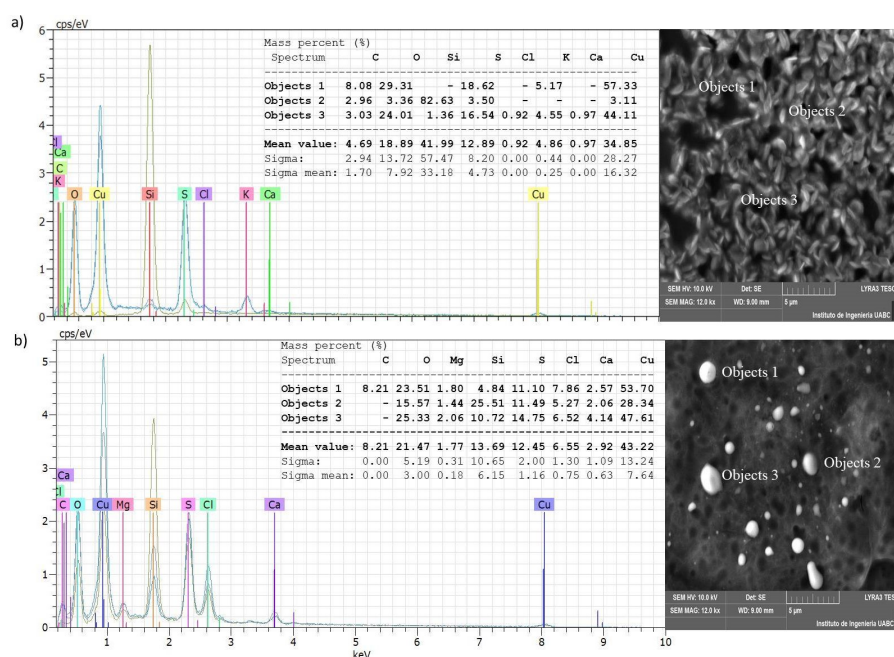 a)
cps/eV
6
5
4
3
2
1
0
Mass percent (%)
Spectrum C O Si S Cl K Ca Cu
Objects 1 8.08 29.31 - 18.62 - 5.17 - 57.33
Objects 2 2.96 3.36 82.63 3.50 - - - 3.11
Objects 3 3.03 24.01 1.36 16.54 0.92 4.55 0.97 44.11
Mean value: 4.69 18.89 41.99 12.89 0.92 4.86 0.97 34.85
Sigma: 2.94 13.72 57.47 8.20 0.00 0.44 0.00 28.27
Sigma mean: 1.70 7.92 33.18 4.73 0.00 0.25 0.00 16.32
Ca
C
K O Cu Si S Cl K Ca Cu
Objects 1
Objects 2
Objects 3
SEM HV: 10.0 kV Det: SE LYRA3 TESC
SEM MAG: 12.0 kx WD: 9.00 mm 5 µm
Instituto de Ingenieria UABC
b)
cps/eV
5
4
3
2
1
0
Mass percent (%)
Spectrum C O Mg Si S Cl Ca Cu
Objects 1 8.21 23.51 1.80 4.84 11.10 7.86 2.57 53.70
Objects 2 - 15.57 1.44 25.51 11.49 5.27 2.06 28.34
Objects 3 - 25.33 2.06 10.72 14.75 6.52 4.14 47.61
Mean value: 8.21 21.47 1.77 13.69 12.45 6.55 2.92 43.22
Sigma: 0.00 5.19 0.31 10.65 2.00 1.30 1.09 13.24
Sigma mean: 0.00 3.00 0.18 6.15 1.16 0.75 0.63 7.64
Ca
C O Cu Mg Si S Cl Ca Cu
1 2 3 4 5 6 7 8 9 10
keV
Objects 1
Objects 2
Objects 3
SEM HV: 10.0 kV Det: SE LYRA3 TES
SEM MAG: 12.0 kx WD: 9.00 mm 5 µm
Instituto de Ingenieria UABC